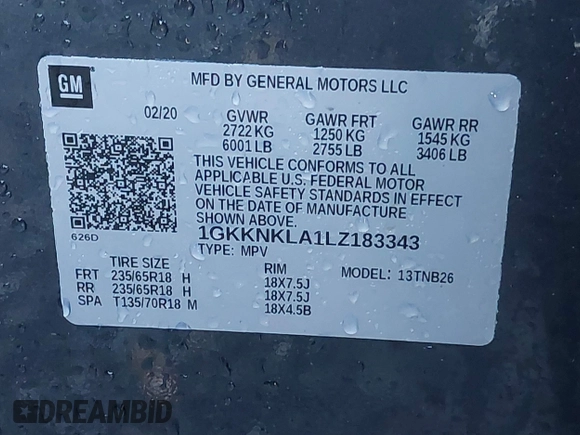 GM
MFD BY GENERAL MOTORS LLC
02/20 GVWR GAWR FRT GAWR RR
2722 KG 1250 KG 1545 KG
6001 LB 2755 LB 3406 LB
THIS VEHICLE CONFORMS TO ALL
APPLICABLE U.S. FEDERAL MOTOR
VEHICLE SAFETY STANDARDS IN EFFECT
ON THE DATE OF MANUFACTURE
SHOWN ABOVE.
626D
1GKKNKLA1LZ183343
TYPE: MPV
TIRE SIZE RIM MODEL: 13TNB26
FRT 235/65R18 H 18X7.5J
RR 235/65R18 H 18X7.5J
SPA T135/70R18 M 18X4.5B
DREAMBID